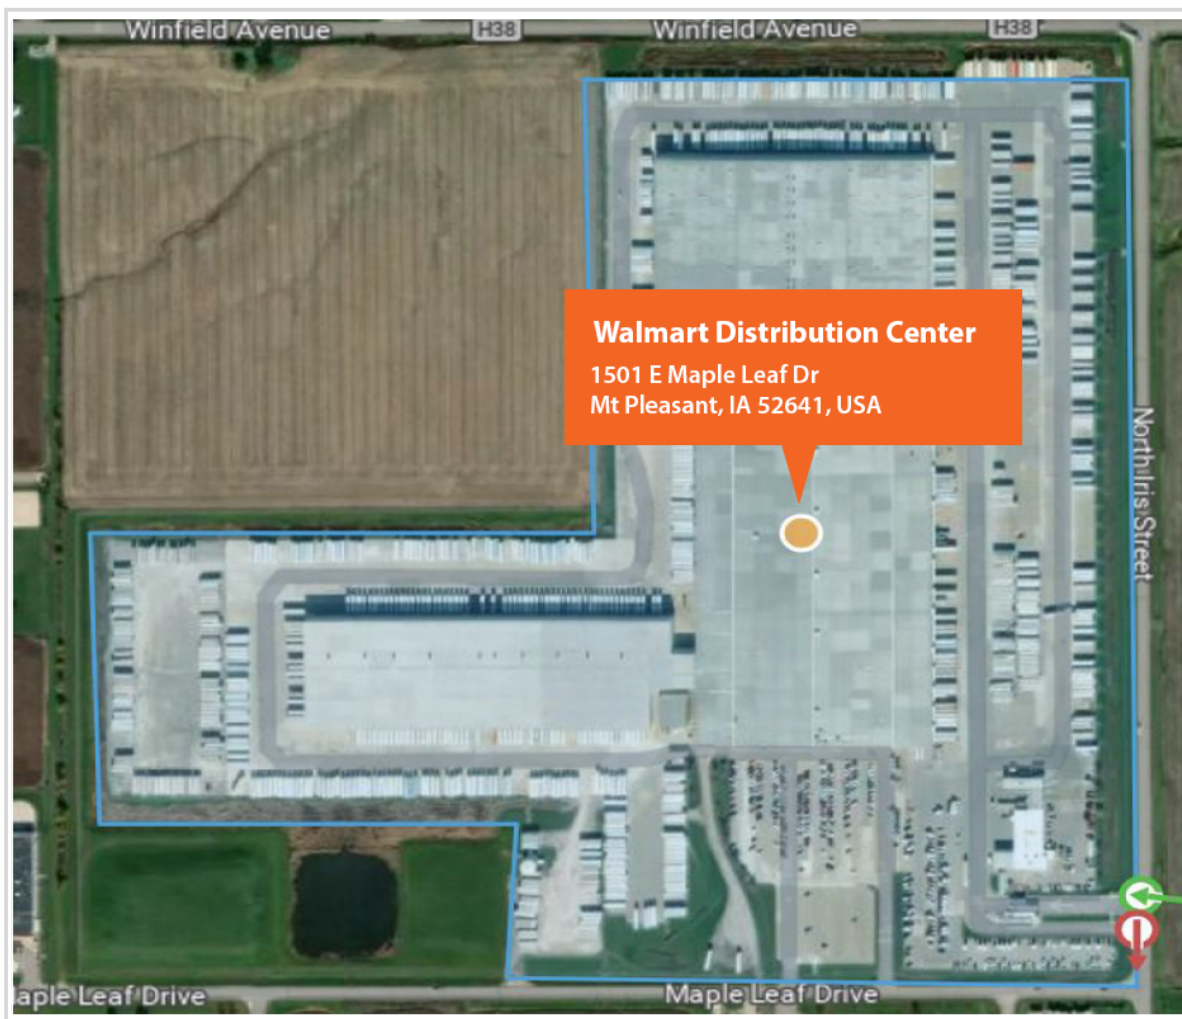 Winfield Avenue
H38
Winfield Avenue
H38
Walmart Distribution Center
1501 E Maple Leaf Dr
Mt Pleasant, IA 52641, USA
North Iris Street
aple Leaf Drive
Maple Leaf Drive